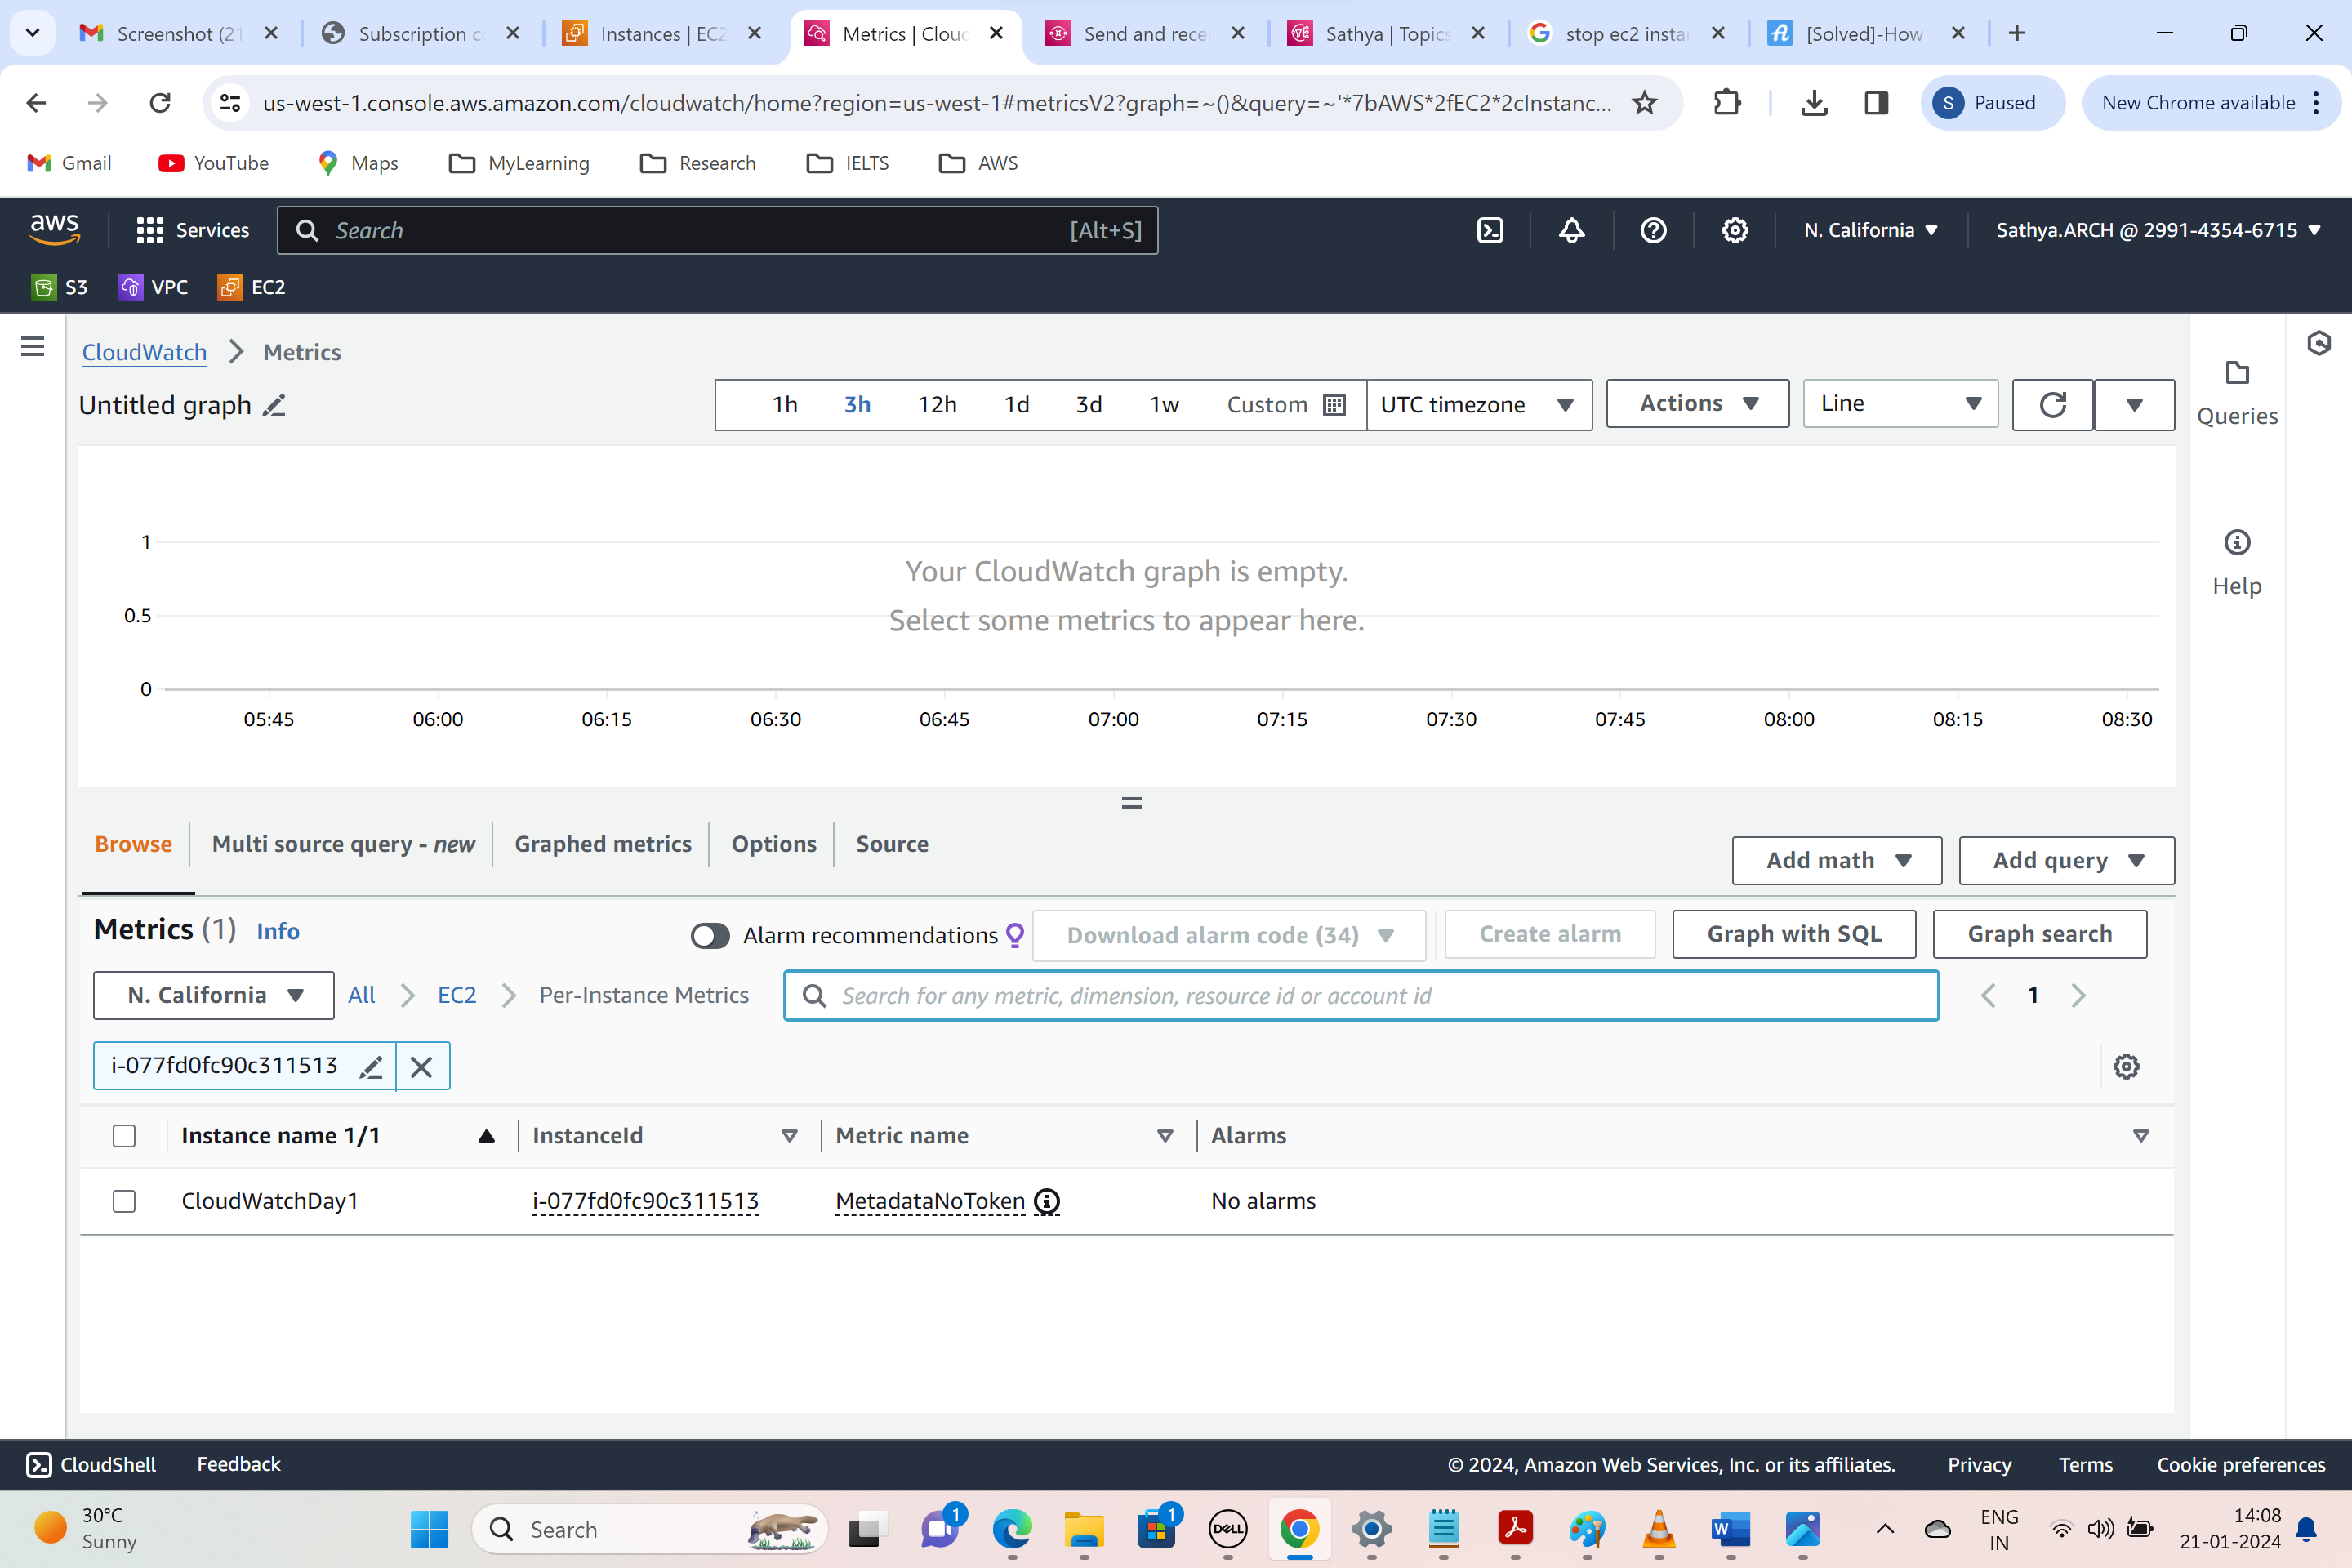 Screenshot (21
Subscription c
Instances | EC2
Metrics | Clou
Send and rece
Sathya | Topics
stop ec2 insta
[Solved]-How
us-west-1.console.aws.amazon.com/cloudwatch/home?region=us-west-1#metricsV2?graph=~()&query=~'*7bAWS*2fEC2*2cInstanc...
S Paused
New Chrome available
Gmail YouTube Maps MyLearning Research IELTS AWS
aws Services Search [Alt+S] N. California Sathya.ARCH @ 2991-4354-6715
S3 VPC EC2
CloudWatch Metrics
Untitled graph 1h 3h 12h 1d 3d 1w Custom UTC timezone Actions Line
Queries
Help
Your CloudWatch graph is empty.
Select some metrics to appear here.
1
0.5
0
05:45 06:00 06:15 06:30 06:45 07:00 07:15 07:30 07:45 08:00 08:15 08:30
Browse Multi source query - new Graphed metrics Options Source Add math Add query
Metrics (1) Info Alarm recommendations Download alarm code (34) Create alarm Graph with SQL Graph search
N. California All EC2 Per-Instance Metrics Search for any metric, dimension, resource id or account id 1
i-077fd0fc90c311513
Instance name 1/1 InstanceId Metric name Alarms
CloudWatchDay1 i-077fd0fc90c311513 MetadataNoToken No alarms
CloudShell Feedback © 2024, Amazon Web Services, Inc. or its affiliates. Privacy Terms Cookie preferences
30°C
Sunny
Search
1
1
DELL
W
ENG
IN
14:08
21-01-2024